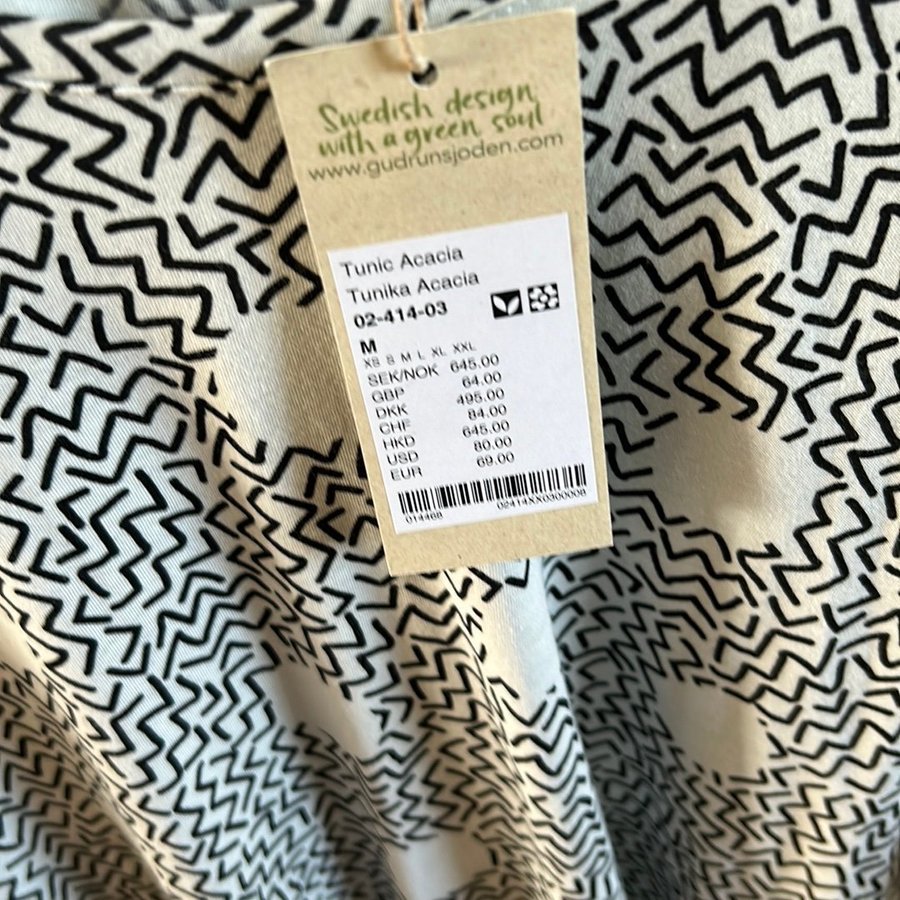 Swedish design
with a green soul
www.gudrunsjoden.com
Tunic Acacia
Tunika Acacia
02-414-03
M
XS S M L XL XXL
SEK/NOK 645.00
GBP 64.00
DKK 495.00
CHF 84.00
HKD 645.00
USD 80.00
EUR 69.00
014468 02414XX0300008